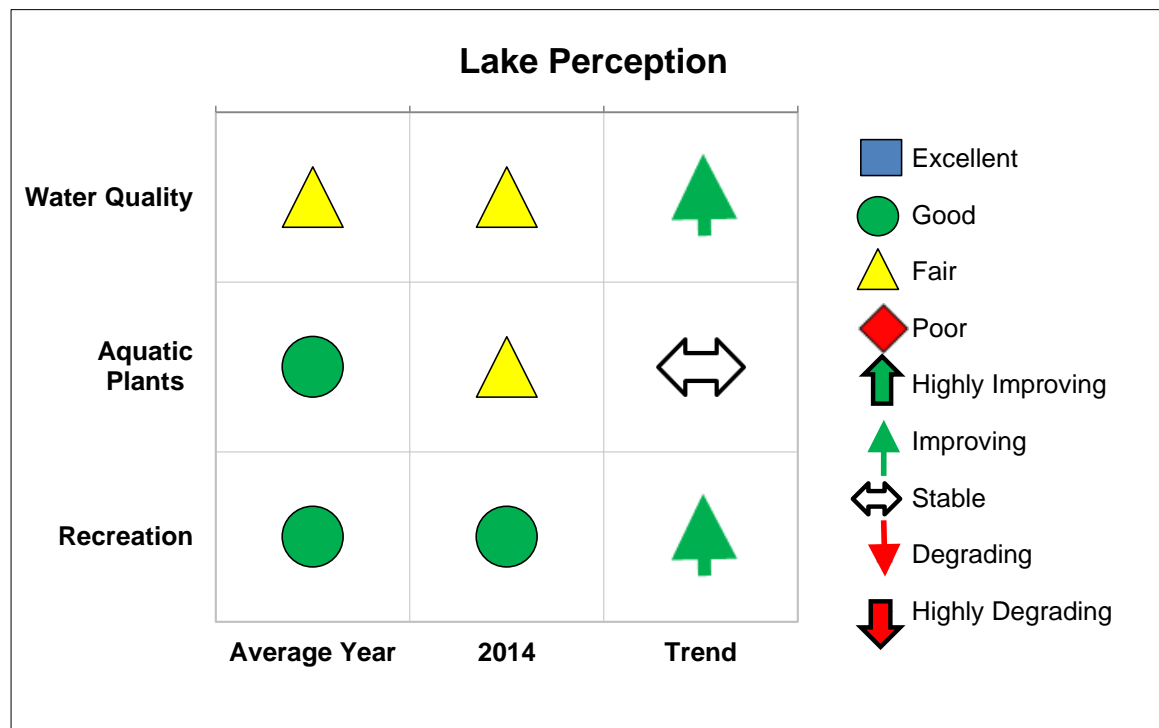 Lake Perception
Water Quality
Aquatic
Plants
Recreation
Average Year
2014
Trend
Excellent
Good
Fair
Poor
Highly Improving
Improving
Stable
Degrading
Highly Degrading